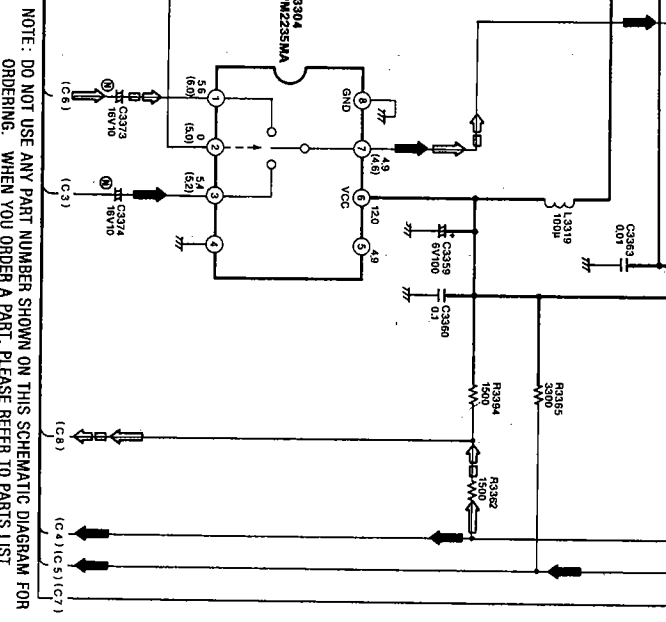 3304
PM2235MA
1
5.6
(6.0)
2
0
(5.0)
3
5.4
(5.2)
4
8
GND
7
4.9
(4.6)
6
VCC
12.0
5
4.9
(C6)
N
C3373
16V10
(C3)
N
C3374
16V10
L3319
100μ
C3363
0.01
C3359
6V100
+
C3360
0.1
R3394
1500
R3365
3300
R3362
1500
(C8)
(C4)
(C5)
(C7)
NOTE: DO NOT USE ANY PART NUMBER SHOWN ON THIS SCHEMATIC DIAGRAM FOR
ORDERING. WHEN YOU ORDER A PART, PLEASE REFER TO PARTS LIST